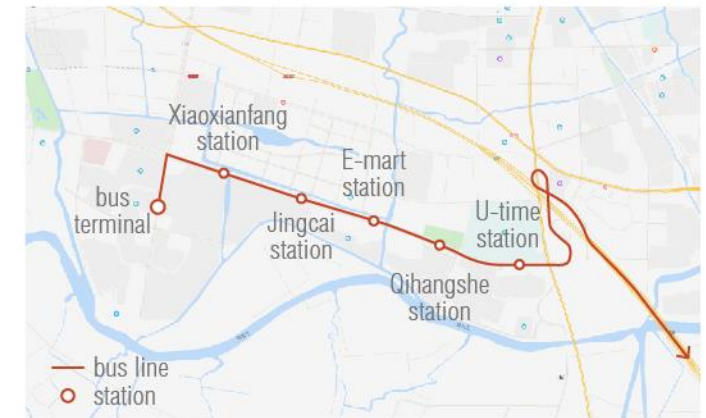 Xiaoxianfang
station
E-mart
station
bus
terminal
Jingcai
station
U-time
station
Qihangshe
station
bus line
station